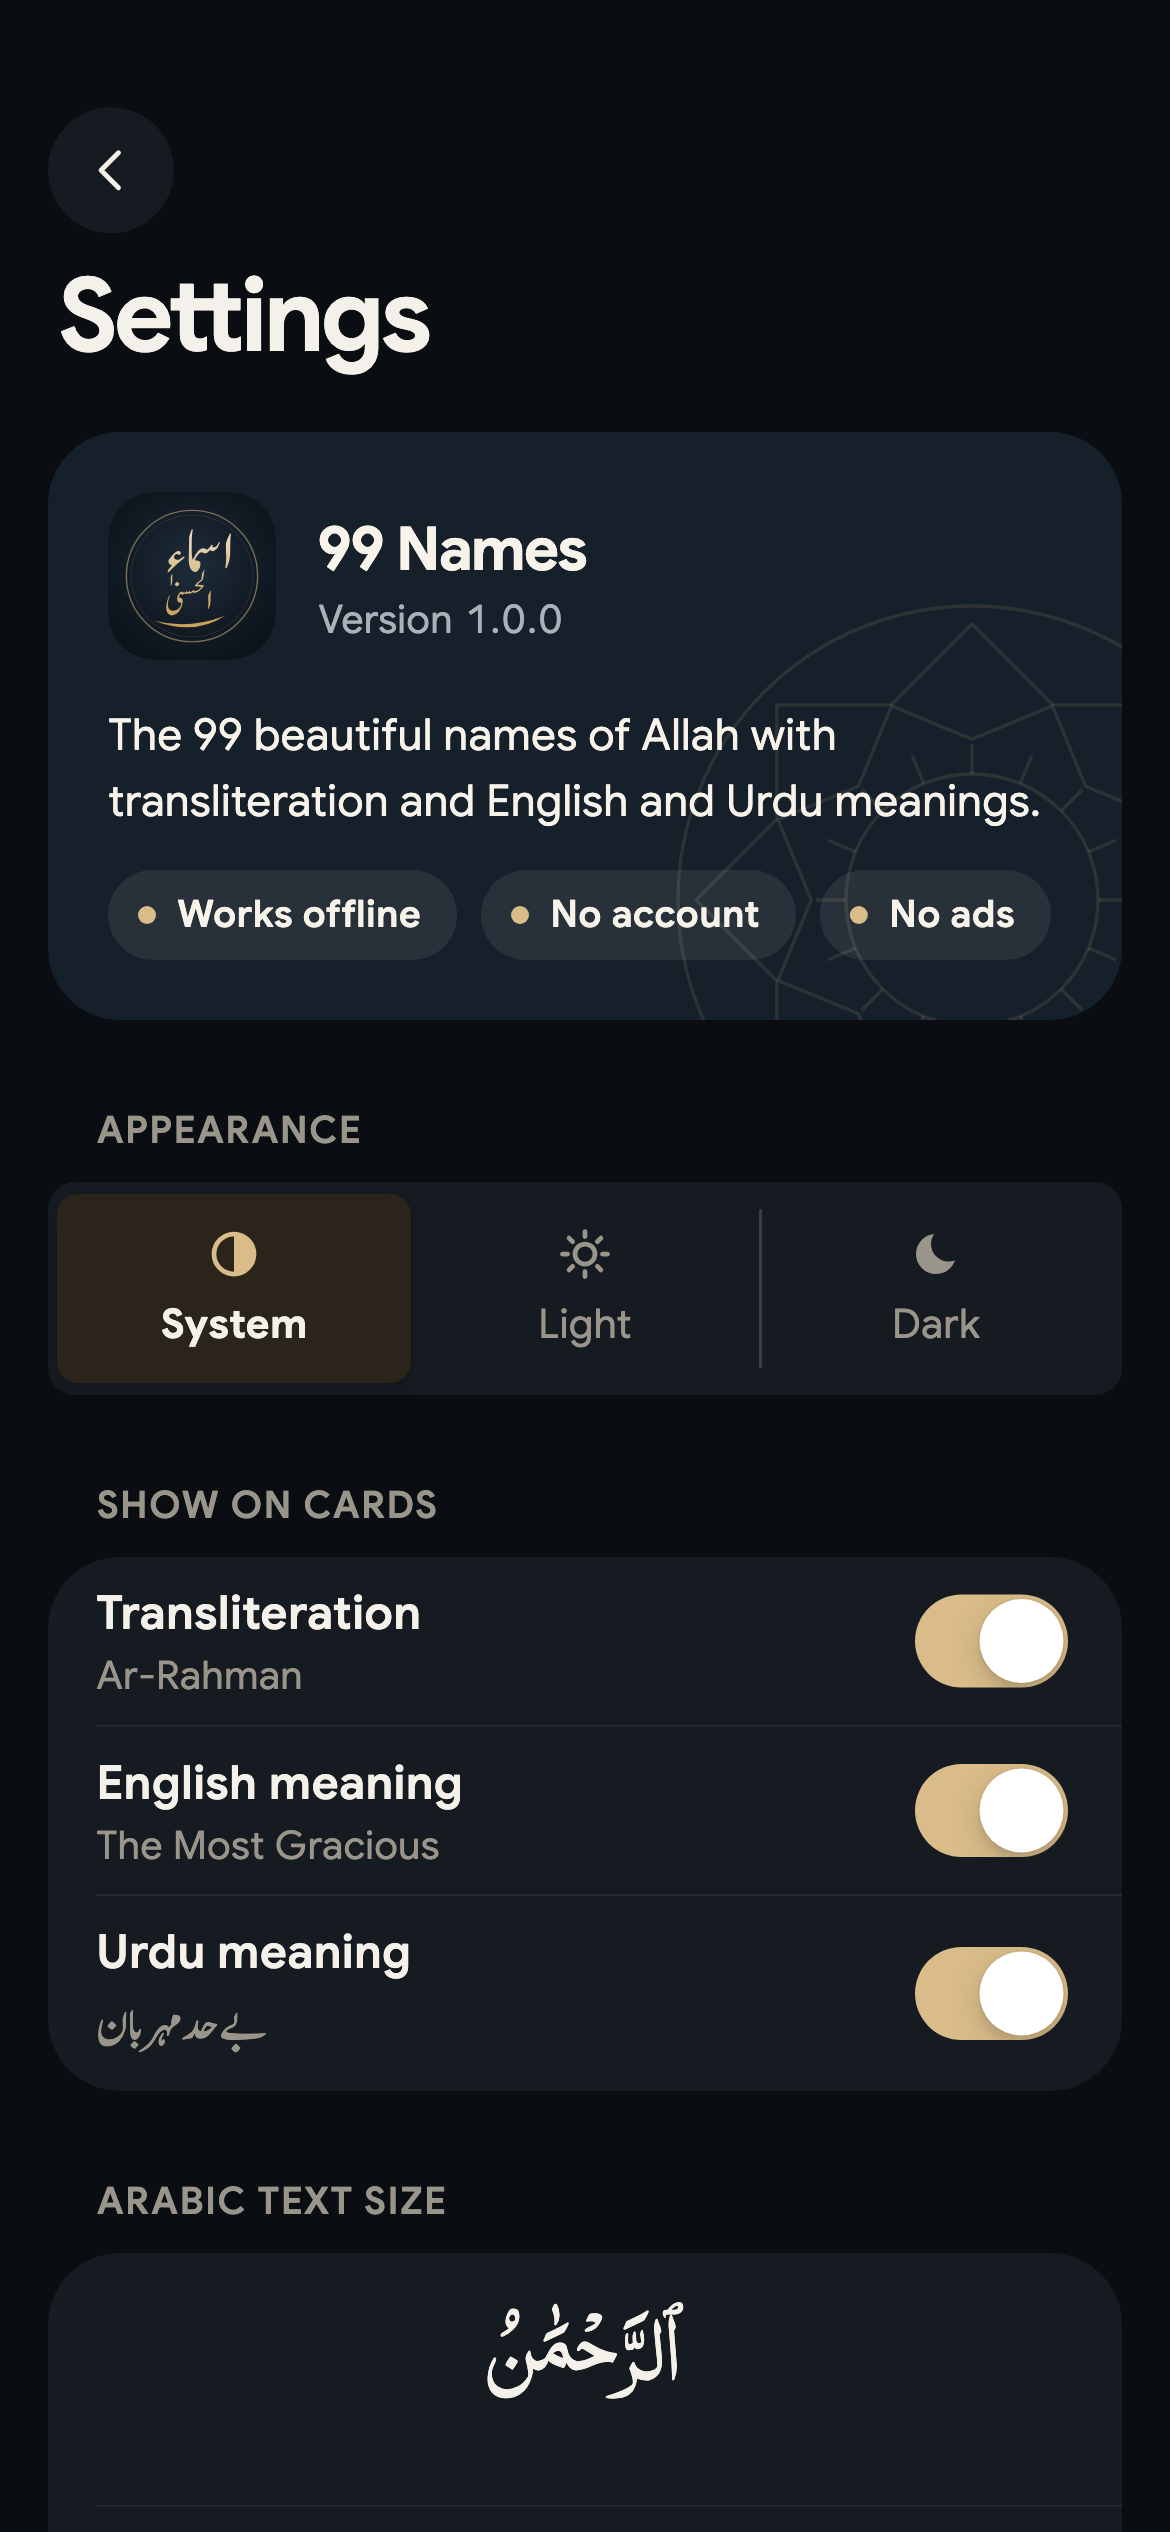 Settings
اسماء
الحسنىٰ
99 Names
Version 1.0.0
The 99 beautiful names of Allah with
transliteration and English and Urdu meanings.
Works offline
No account
No ads
APPEARANCE
System
Light
Dark
SHOW ON CARDS
Transliteration
Ar-Rahman
English meaning
The Most Gracious
Urdu meaning
بے حد مہربان
ARABIC TEXT SIZE
ٱلرَّحْمَٰنُ